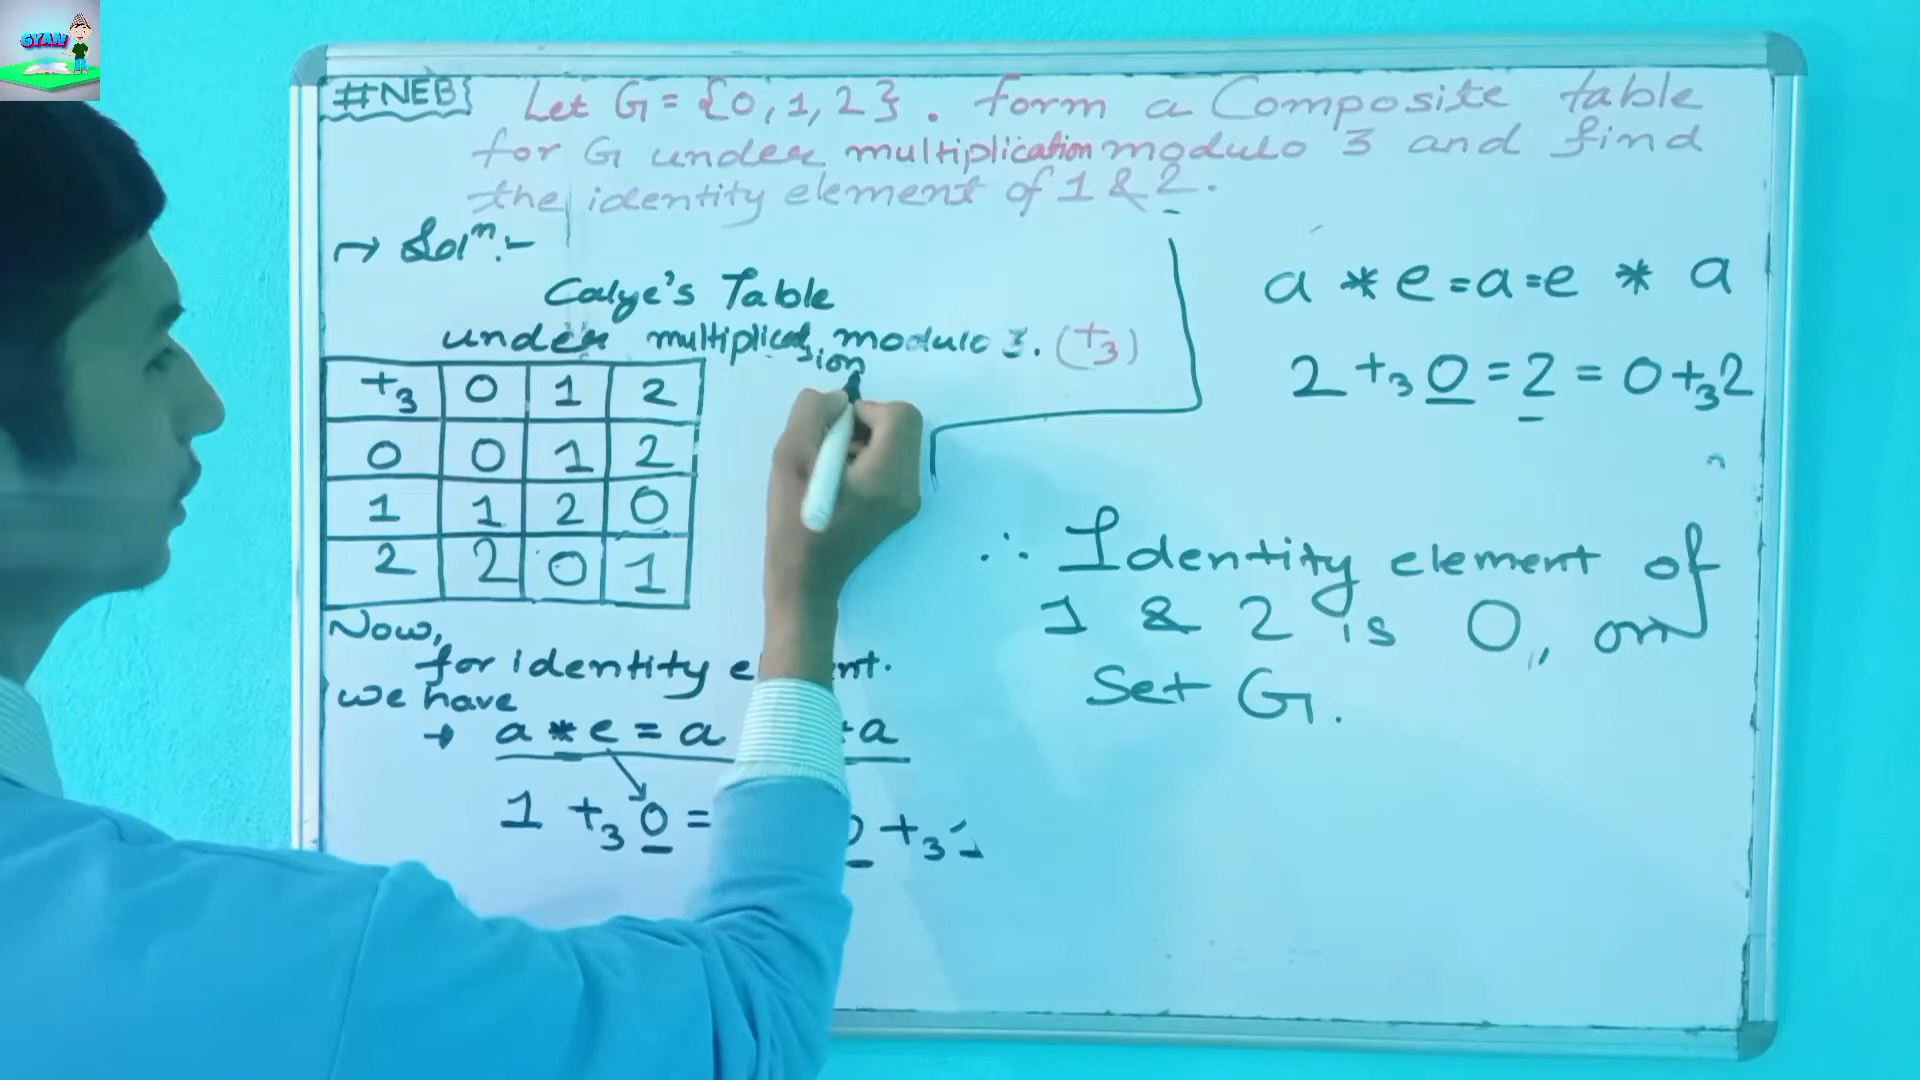 GYAN
#NEB
Let G = {0, 1, 2}. form a Composite table
for G under multiplication modulo 3 and find
the identity element of 1 & 2.
→ Solⁿ:-
Calye's Table
under multiplication modulo 3. (+₃)
+₃ 0 1 2
0 0 1 2
1 1 2 0
2 2 0 1
Now,
for identity
we have
→ a * e = a
1 +₃ 0 =
+₃ 1
a * e = a = e * a
2 +₃ 0 = 2 = 0 +₃ 2
∴ Identity element of
1 & 2 is 0, on
Set G.